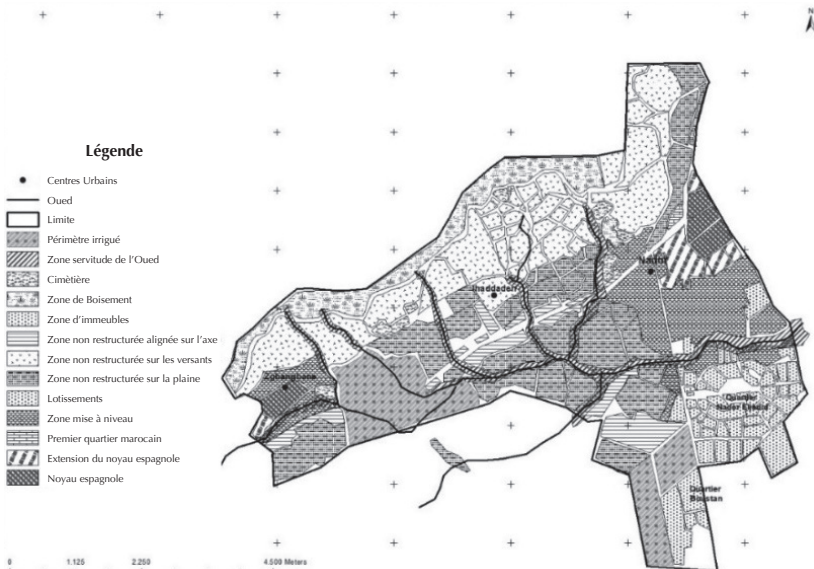 N
Légende
Centres Urbains
Oued
Limite
Périmètre irrigué
Zone servitude de l'Oued
Cimètière
Zone de Boisement
Zone d'immeubles
Zone non restructurée alignée sur l'axe
Zone non restructurée sur les versants
Zone non restructurée sur la plaine
Lotissements
Zone mise à niveau
Premier quartier marocain
Extension du noyau espagnole
Noyau espagnole
Nador
Ihaddaden
Quartier
Quartier
Boustan
0 1.125 2.250 4.500 Meters